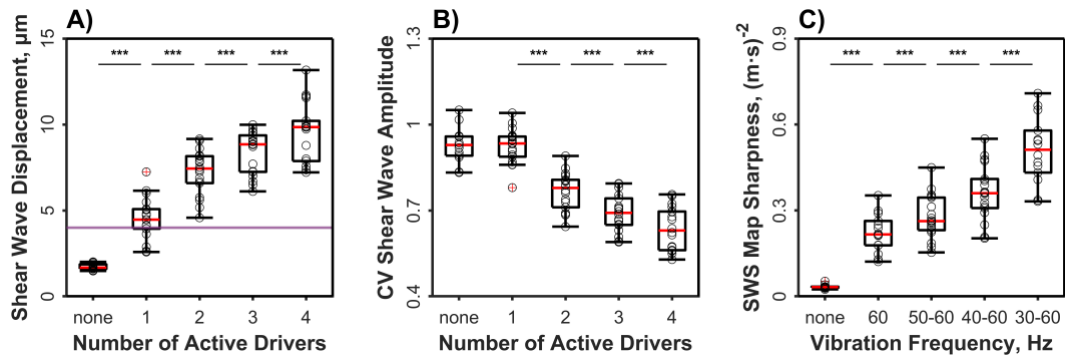 A)
Shear Wave Displacement, µm
15
10
5
0
*** *** *** ***
none 1 2 3 4
Number of Active Drivers
B)
CV Shear Wave Amplitude
1.3
1
0.7
0.4
*** *** ***
none 1 2 3 4
Number of Active Drivers
C)
SWS Map Sharpness, (m·s)-2
0.9
0.6
0.3
0
*** *** *** ***
none 60 50-60 40-60 30-60
Vibration Frequency, Hz